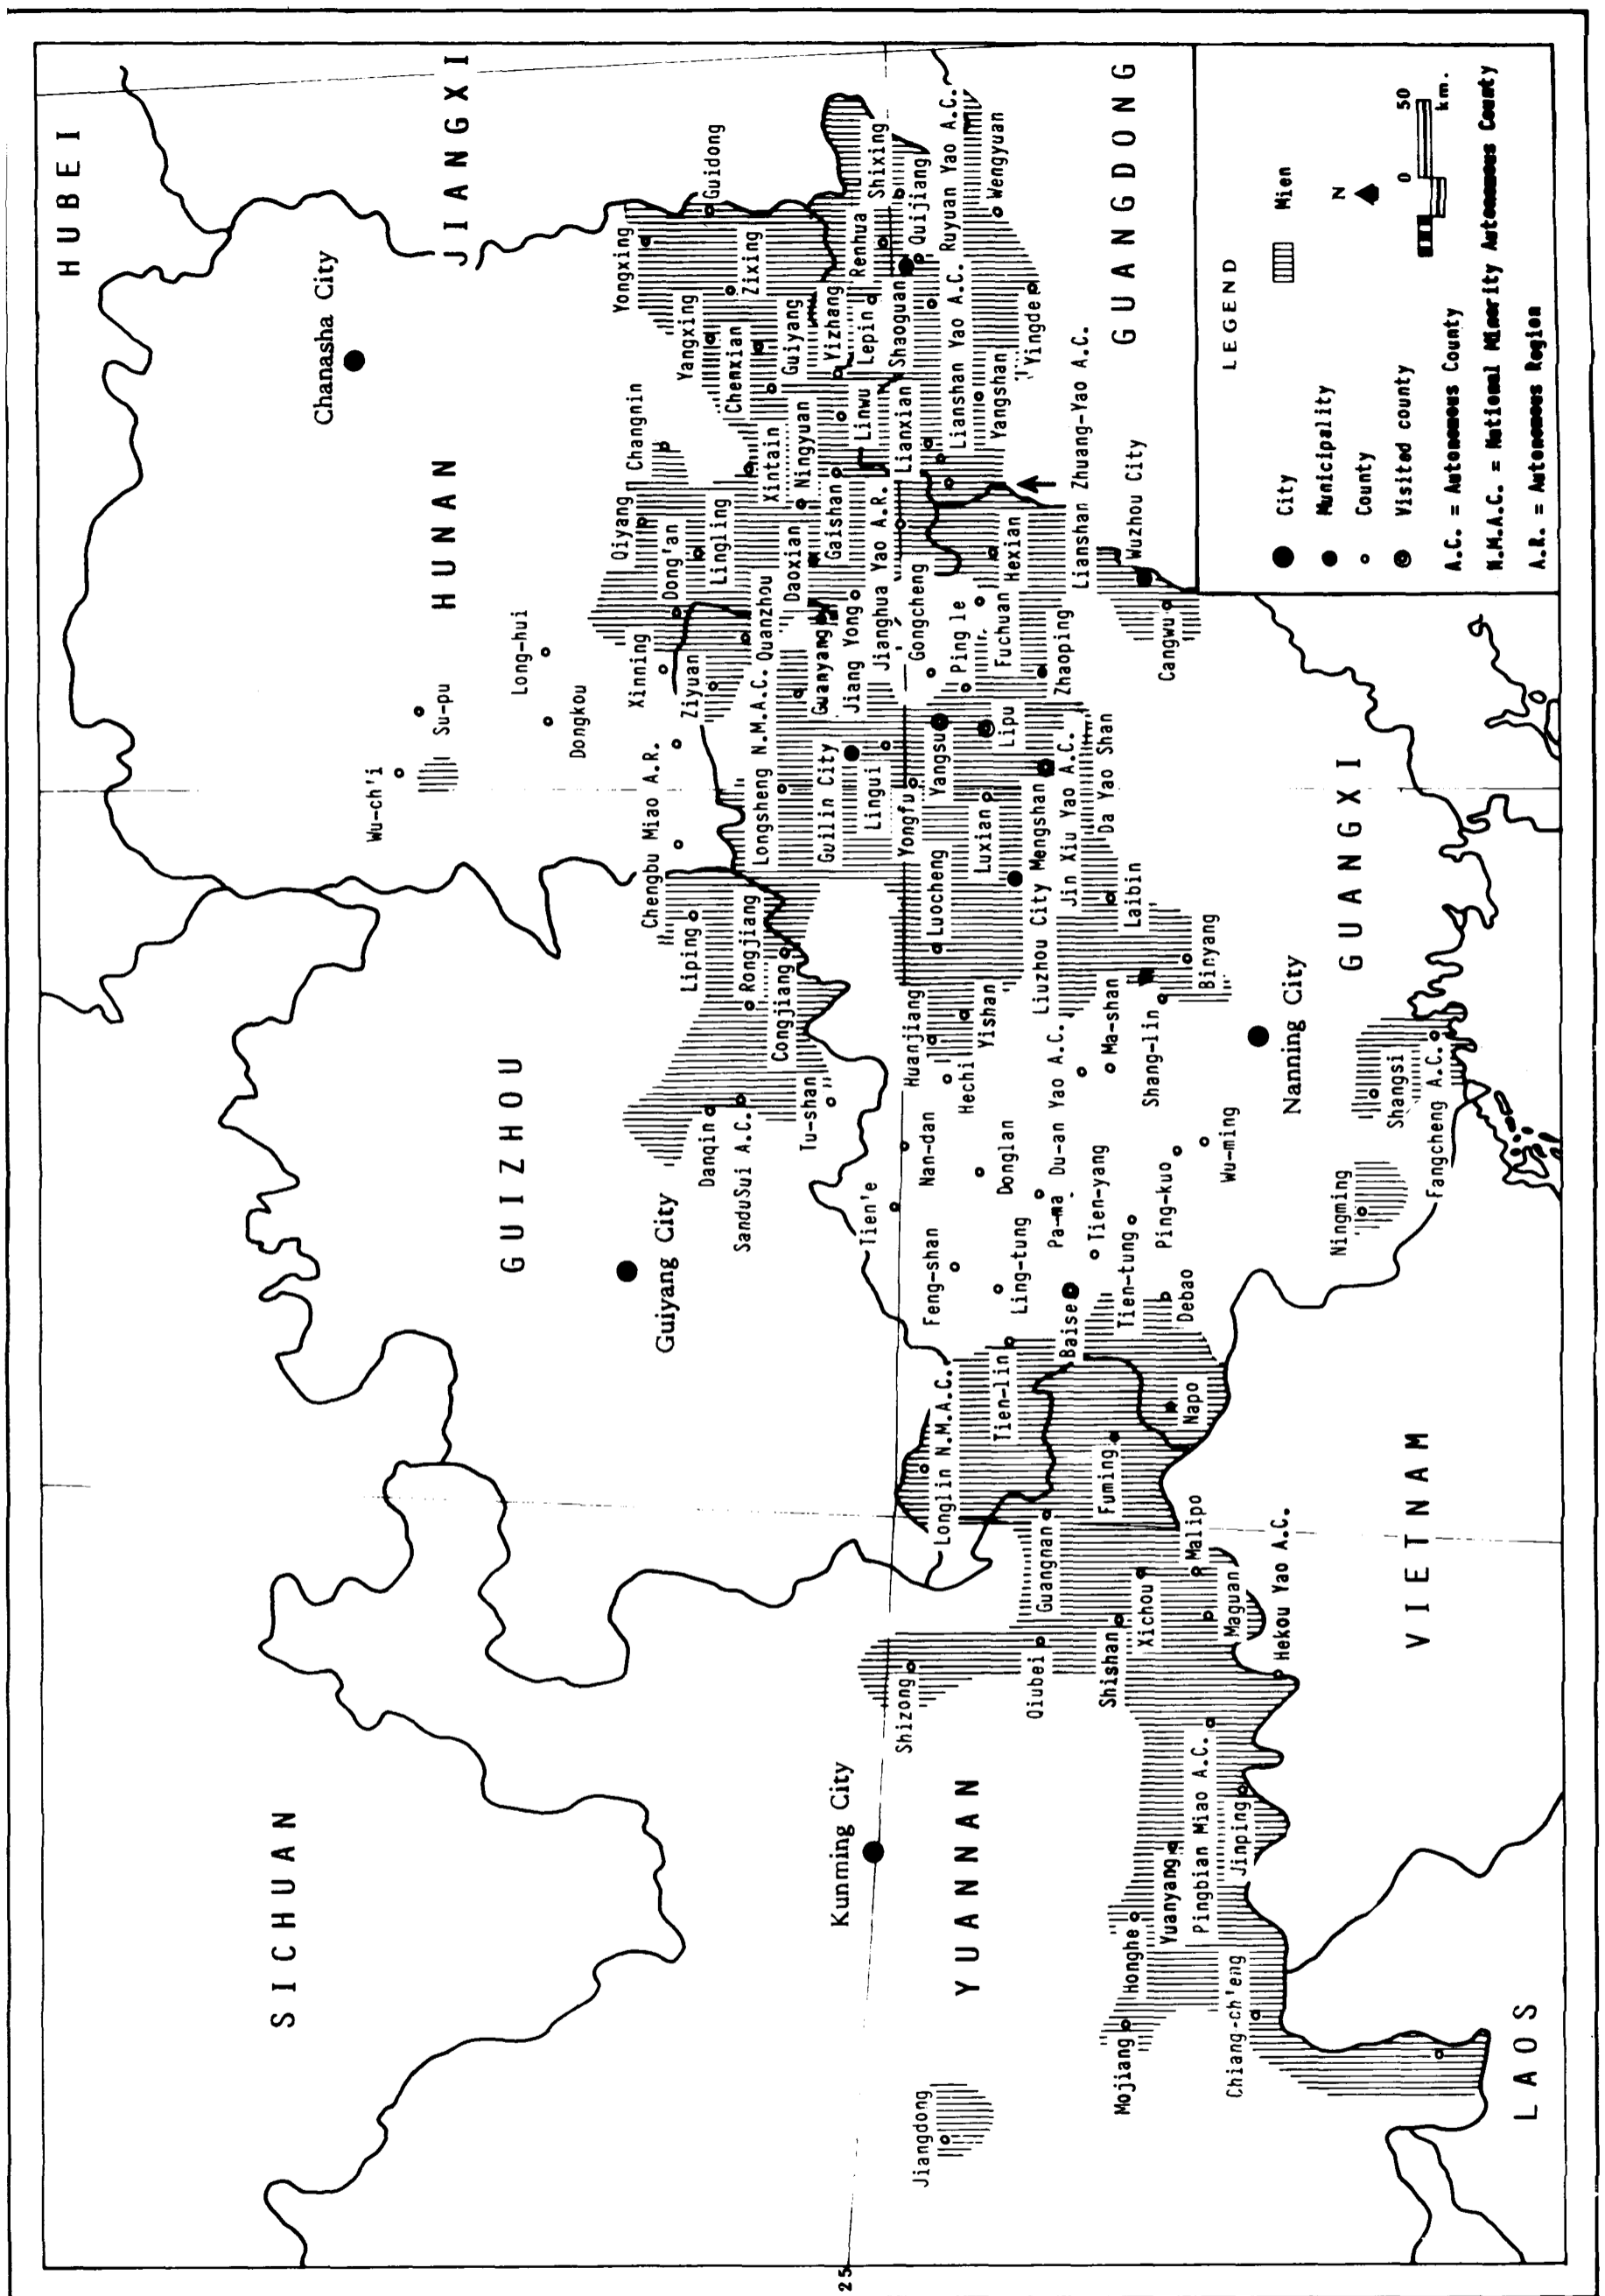 HUBEI
SICHUAN
HUNAN
JIANGXI
GUIZHOU
YUANNAN
GUANGXI
GUANGDONG
VIETNAM
LAOS
25
Chanasha City
Guiyang City
Kunming City
Nanning City
Wu-ch'i
Su-pu
Long-hui
Dongkou
Chengbu Miao A.R.
Xinning
Ziyuan
Qiyang
Changnin
Dong'an
Lingling
Yongxing
Yangxing
Guidong
Zixing
Chenxian
Xintain
Guiyang
Ningyuan
Daoxian
Longsheng N.M.A.C.
Quanzhou
Guanyang
Gaishan
Yizhang
Lepin
Renhua
Shixing
Linwu
Jiang Yong
Jianghua Yao A.R.
Lianxian
Shaoguan
Quijiang
Ruyuan Yao A.C.
Wengyuan
Lianshan Yao A.C.
Yangshan
Yingde
Lianshan Zhuang-Yao A.C.
Wuzhou City
Cangwu
Guilin City
Lingui
Yongfu
Gongcheng
Ping le
Fuchuan
Hexian
Zhaoping
Yangsu
Lipu
Luocheng
Luxian
Liuzhou City
Mengshan
Jin Xiu Yao A.C.
Da Yao Shan
Laibin
Binyang
Liping
Rongjiang
Congjiang
Danqin
SanduSui A.C.
Tu-shan
Huanjiang
Hechi
Yishan
Ma-shan
Shang-lin
Tien'e
Nan-dan
Donglan
Pa-ma
Du-an Yao A.C.
Feng-shan
Ling-tung
Tien-yang
Tien-tung
Ping-kuo
Wu-ming
Baise
Debao
Napo
Tien-lin
Longlin N.M.A.C.
Ningming
Shangsi
Fangcheng A.C.
Fuming
Guangnan
Malipo
Xichou
Maguan
Hekou Yao A.C.
Shizong
Qiubei
Shishan
Yuanyang
Pingbian Miao A.C.
Jinping
Honghe
Mojiang
Chiang-ch'eng
Jiangdong
LEGEND
City
Municipality
County
Visited county
Mien
N
0
50
km.
A.C. = Autonomous County
N.M.A.C. = National Minority Autonomous County
A.R. = Autonomous Region